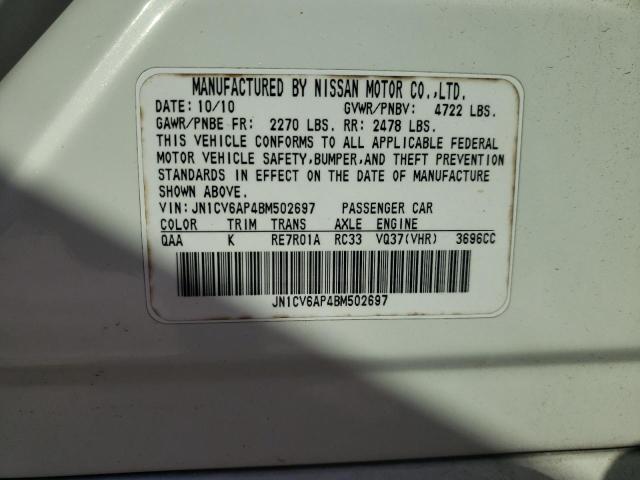 MANUFACTURED BY NISSAN MOTOR CO.,LTD.
DATE: 10/10 GVWR/PNBV: 4722 LBS.
GAWR/PNBE FR: 2270 LBS. RR: 2478 LBS.
THIS VEHICLE CONFORMS TO ALL APPLICABLE FEDERAL
MOTOR VEHICLE SAFETY,BUMPER,AND THEFT PREVENTION
STANDARDS IN EFFECT ON THE DATE OF MANUFACTURE
SHOWN ABOVE.
VIN:JN1CV6AP4BM502697 PASSENGER CAR
COLOR TRIM TRANS AXLE ENGINE
QAA K RE7R01A RC33 VQ37(VHR) 3696CC
JN1CV6AP4BM502697